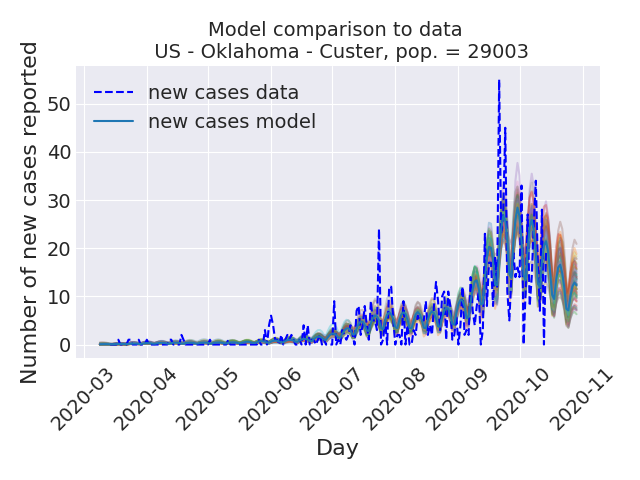 Model comparison to data
US - Oklahoma - Custer, pop. = 29003
Number of new cases reported
50
40
30
20
10
0
new cases data
new cases model
2020-03
2020-04
2020-05
2020-06
2020-07
2020-08
2020-09
2020-10
2020-11
Day